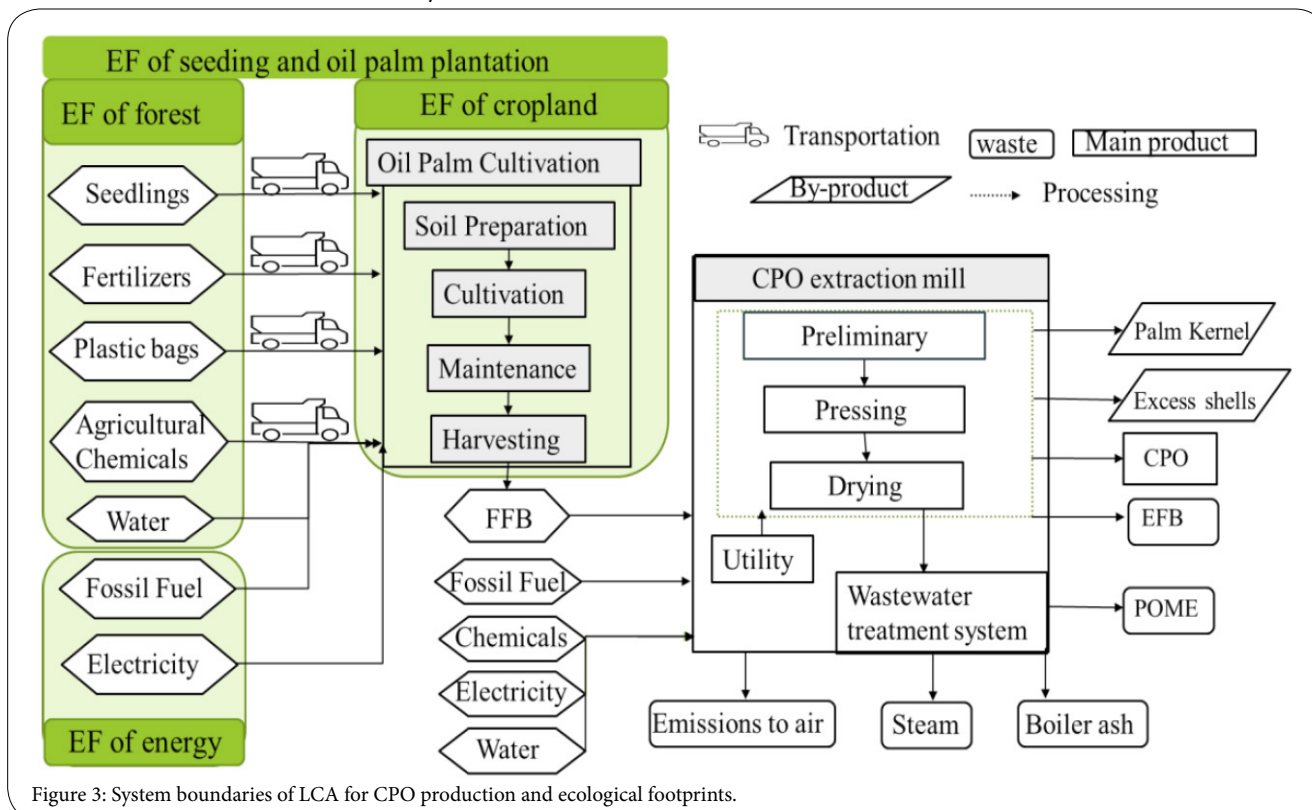 EF of seeding and oil palm plantation
EF of forest
EF of cropland
Seedlings
Fertilizers
Plastic bags
Agricultural
Chemicals
Water
Fossil Fuel
Electricity
EF of energy
Oil Palm Cultivation
Soil Preparation
Cultivation
Maintenance
Harvesting
FFB
Fossil Fuel
Chemicals
Electricity
Water
Transportation
waste
Main product
By-product
Processing
CPO extraction mill
Preliminary
Pressing
Drying
Utility
Wastewater
treatment system
Palm Kernel
Excess shells
CPO
EFB
POME
Emissions to air
Steam
Boiler ash
Figure 3: System boundaries of LCA for CPO production and ecological footprints.